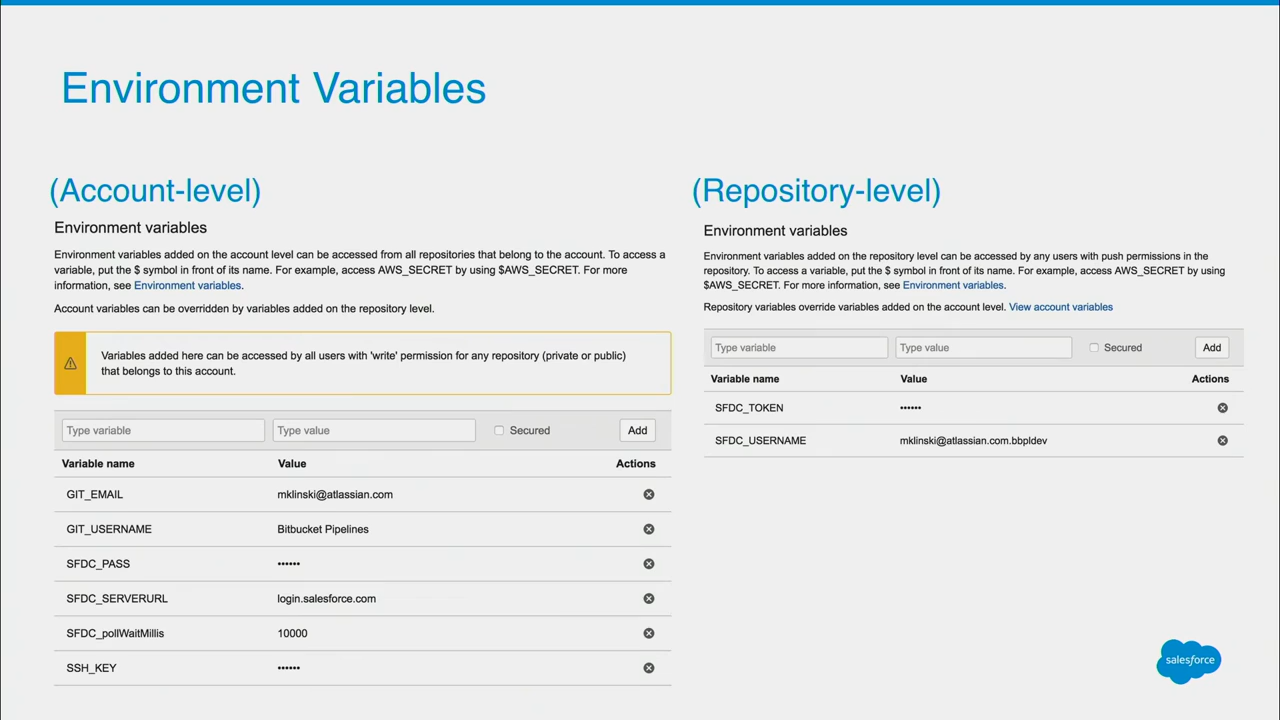 Environment Variables
(Account-level)
Environment variables
Environment variables added on the account level can be accessed from all repositories that belong to the account. To access a
variable, put the $ symbol in front of its name. For example, access AWS_SECRET by using $AWS_SECRET. For more
information, see Environment variables.
Account variables can be overridden by variables added on the repository level.
Variables added here can be accessed by all users with 'write' permission for any repository (private or public)
that belongs to this account.
Type variable Type value Secured Add
Variable name Value Actions
GIT_EMAIL mklinski@atlassian.com
GIT_USERNAME Bitbucket Pipelines
SFDC_PASS ••••••
SFDC_SERVERURL login.salesforce.com
SFDC_pollWaitMillis 10000
SSH_KEY ••••••
(Repository-level)
Environment variables
Environment variables added on the repository level can be accessed by any users with push permissions in the
repository. To access a variable, put the $ symbol in front of its name. For example, access AWS_SECRET by using
$AWS_SECRET. For more information, see Environment variables.
Repository variables override variables added on the account level. View account variables
Type variable Type value Secured Add
Variable name Value Actions
SFDC_TOKEN ••••••
SFDC_USERNAME mklinski@atlassian.com.bbpldev
salesforce